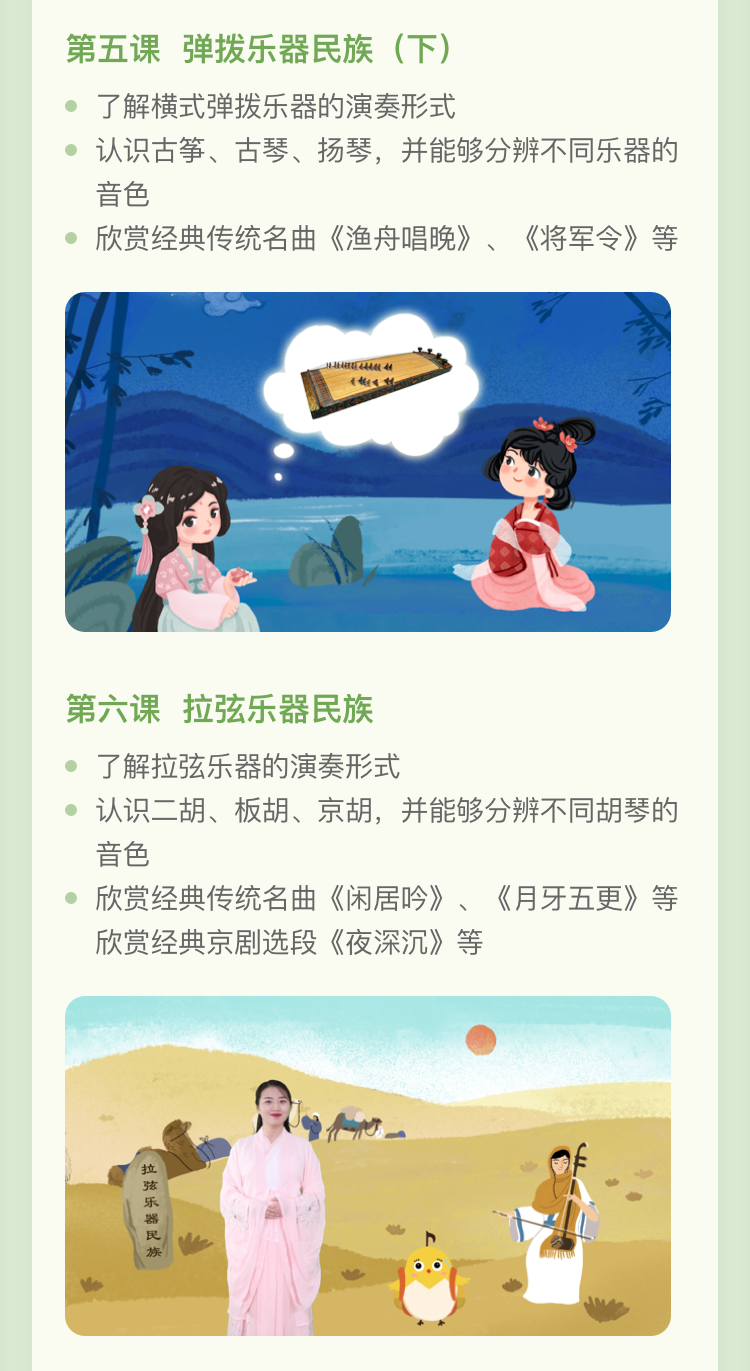 第五课 弹拨乐器民族（下）
了解横式弹拨乐器的演奏形式
认识古筝、古琴、扬琴，并能够分辨不同乐器的
音色
欣赏经典传统名曲《渔舟唱晚》、《将军令》等
第六课 拉弦乐器民族
了解拉弦乐器的演奏形式
认识二胡、板胡、京胡，并能够分辨不同胡琴的
音色
欣赏经典传统名曲《闲居吟》、《月牙五更》等
欣赏经典京剧选段《夜深沉》等
拉弦乐器民族